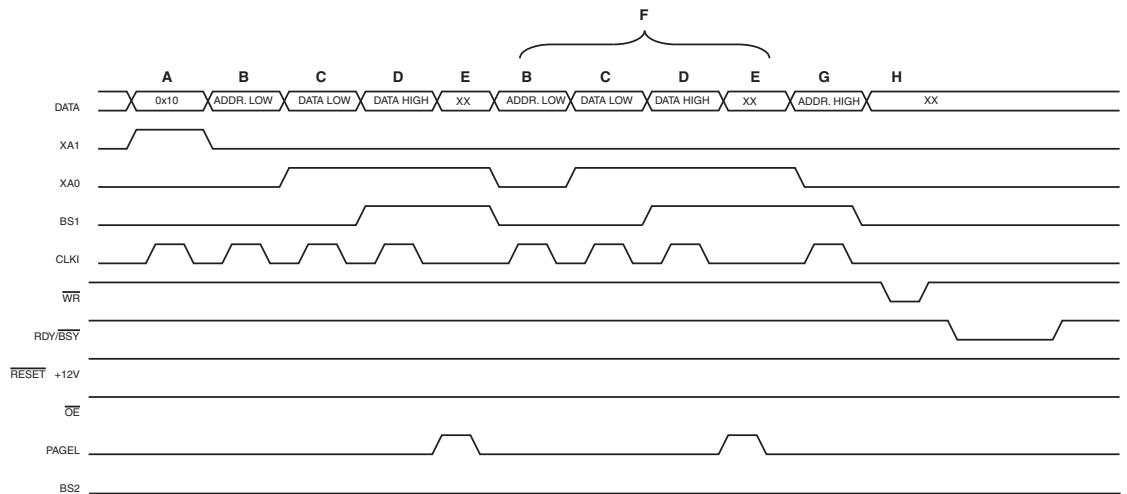 F
A B C D E B C D E G H
DATA 0x10 ADDR. LOW DATA LOW DATA HIGH XX ADDR. LOW DATA LOW DATA HIGH XX ADDR. HIGH XX
XA1
XA0
BS1
CLKI
WR
RDY/BSY
RESET +12V
OE
PAGEL
BS2